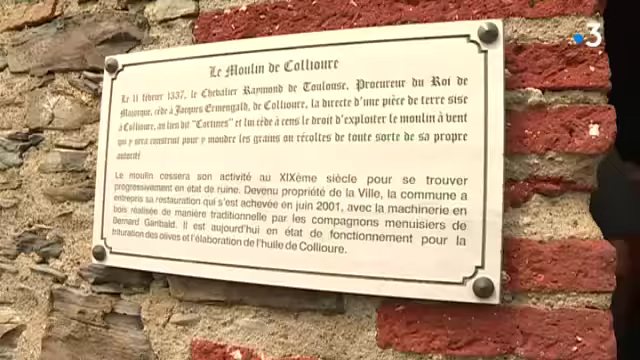 Le Moulin de Collioure
Le 11 février 1337, le Chevalier Raymond de Toulouse, Procureur du Roi de
Majorque, cède à Jacques Ermengald, de Collioure, la directe d'une pièce de terre sise
à Collioure, au lieu dit "Cortines" et lui cède à cens le droit d'exploiter le moulin à vent
qui y sera construit pour y moudre les grains ou récoltes de toute sorte de sa propre
autorité
Le moulin cessera son activité au XIXème siècle pour se trouver
progressivement en état de ruine. Devenu propriété de la Ville, la commune a
entrepris sa restauration qui s'est achevée en juin 2001, avec la machinerie en
bois réalisée de manière traditionnelle par les compagnons menuisiers de
Bernard Garibald. Il est aujourd'hui en état de fonctionnement pour la
trituration des olives et l'élaboration de l'huile de Collioure.
3